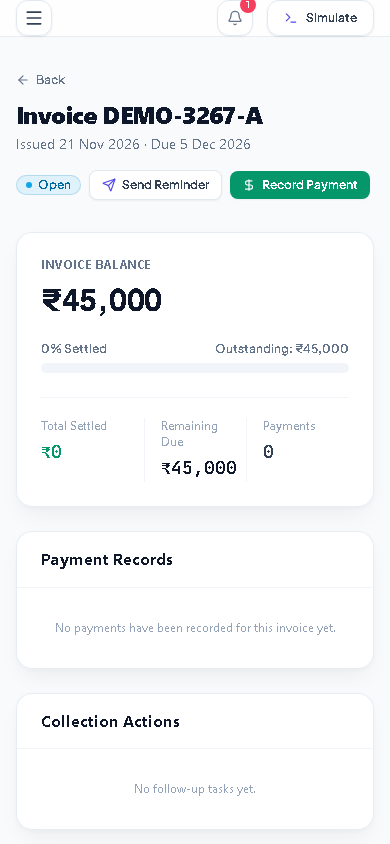 1
Simulate
Back
Invoice DEMO-3267-A
Issued 21 Nov 2026 · Due 5 Dec 2026
Open
Send Reminder
Record Payment
INVOICE BALANCE
₹45,000
0% Settled
Outstanding: ₹45,000
Total Settled
₹0
Remaining
Due
₹45,000
Payments
0
Payment Records
No payments have been recorded for this invoice yet.
Collection Actions
No follow-up tasks yet.